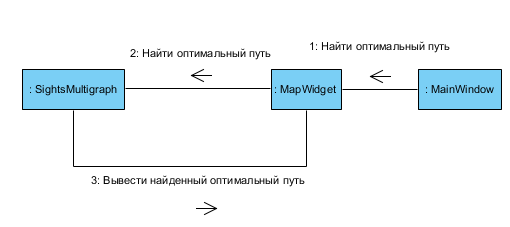 1: Найти оптимальный путь
2: Найти оптимальный путь
: SightsMultigraph
: MapWidget
: MainWindow
3: Вывести найденный оптимальный путь